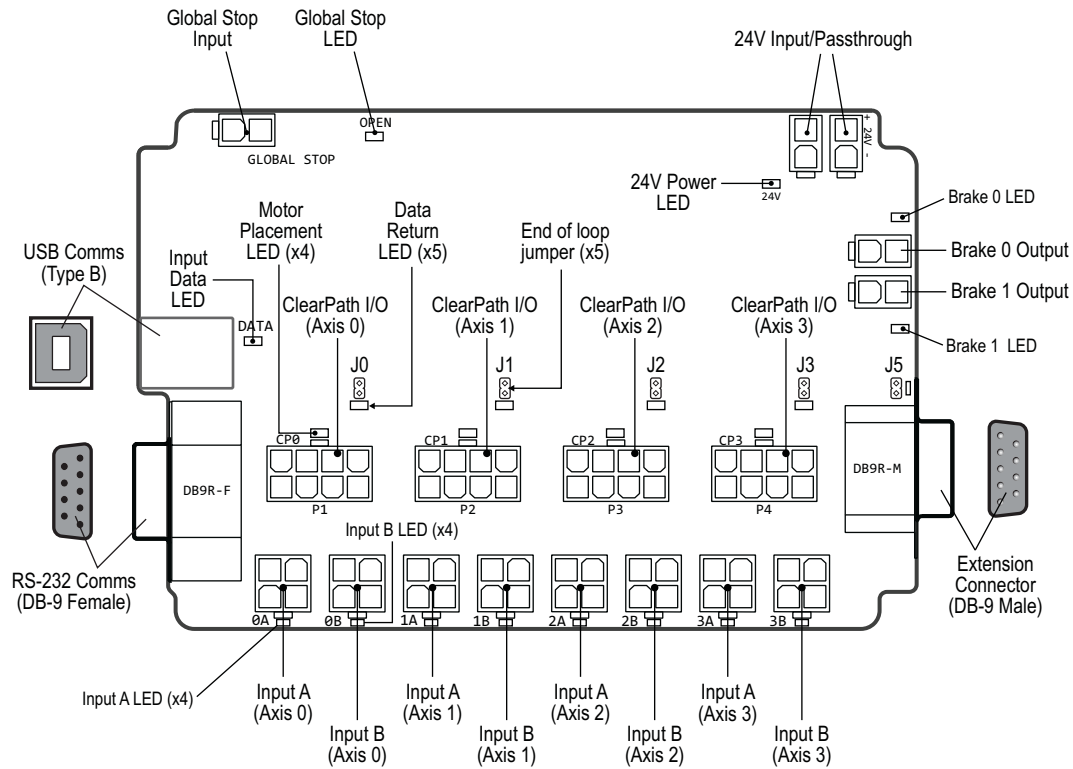 Global Stop
Input
Global Stop
LED
24V Input/Passthrough
OPEN
GLOBAL STOP
+ 24V -
24V Power
LED
24V
Brake 0 LED
Motor
Placement
LED (x4)
Data
Return
LED (x5)
End of loop
jumper (x5)
USB Comms
(Type B)
Input
Data
LED
Brake 0 Output
Brake 1 Output
DATA
ClearPath I/O
(Axis 0)
ClearPath I/O
(Axis 1)
ClearPath I/O
(Axis 2)
ClearPath I/O
(Axis 3)
Brake 1 LED
J0
J1
J2
J3
J5
CP0
CP1
CP2
CP3
DB9R-F
DB9R-M
P1
P2
P3
P4
Input B LED (x4)
RS-232 Comms
(DB-9 Female)
Extension
Connector
(DB-9 Male)
0A
0B
1A
1B
2A
2B
3A
3B
Input A LED (x4)
Input A
(Axis 0)
Input A
(Axis 1)
Input A
(Axis 2)
Input A
(Axis 3)
Input B
(Axis 0)
Input B
(Axis 1)
Input B
(Axis 2)
Input B
(Axis 3)